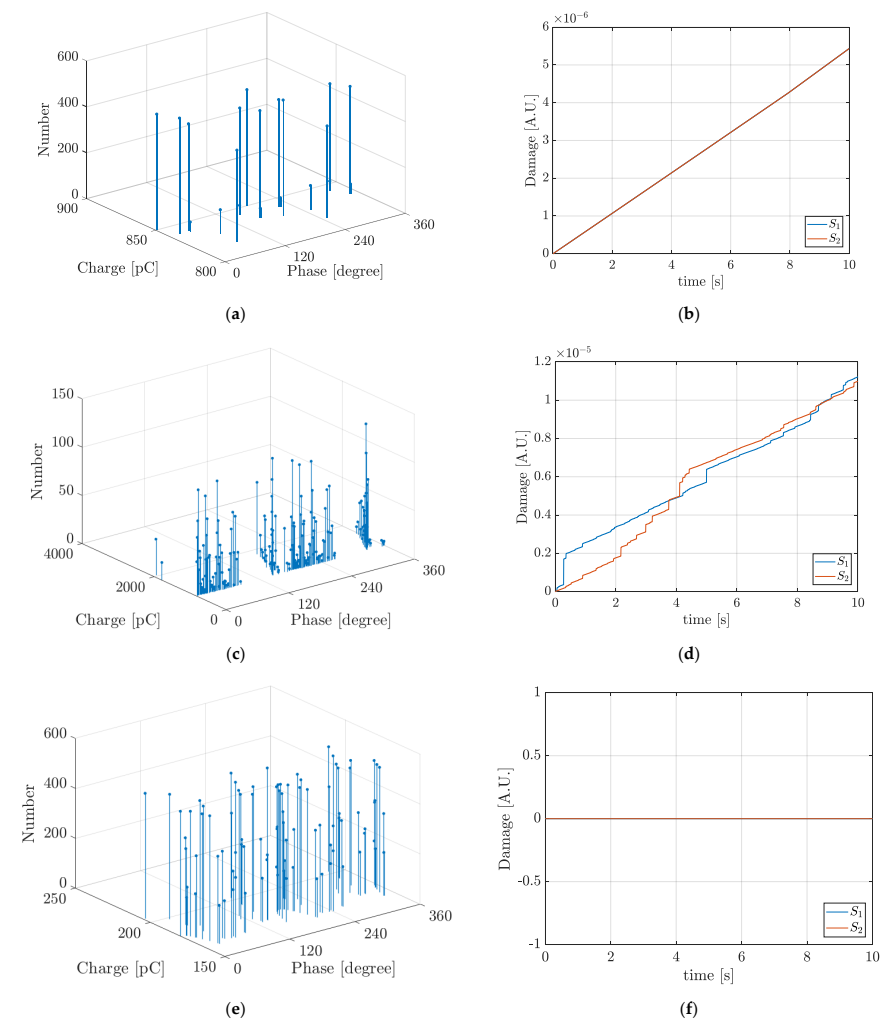 600
400
200
0
900
850
800
0
120
240
360
Number
Charge [pC]
Phase [degree]
(a)
×10−6
6
5
4
3
2
1
0
0
2
4
6
8
10
Damage [A.U.]
time [s]
S1
S2
(b)
150
100
50
0
4000
2000
0
0
120
240
360
Number
Charge [pC]
Phase [degree]
(c)
×10−5
1.2
1
0.8
0.6
0.4
0.2
0
0
2
4
6
8
10
Damage [A.U.]
time [s]
S1
S2
(d)
600
400
200
0
250
200
150
0
120
240
360
Number
Charge [pC]
Phase [degree]
(e)
1
0.5
0
-0.5
-1
0
2
4
6
8
10
Damage [A.U.]
time [s]
S1
S2
(f)